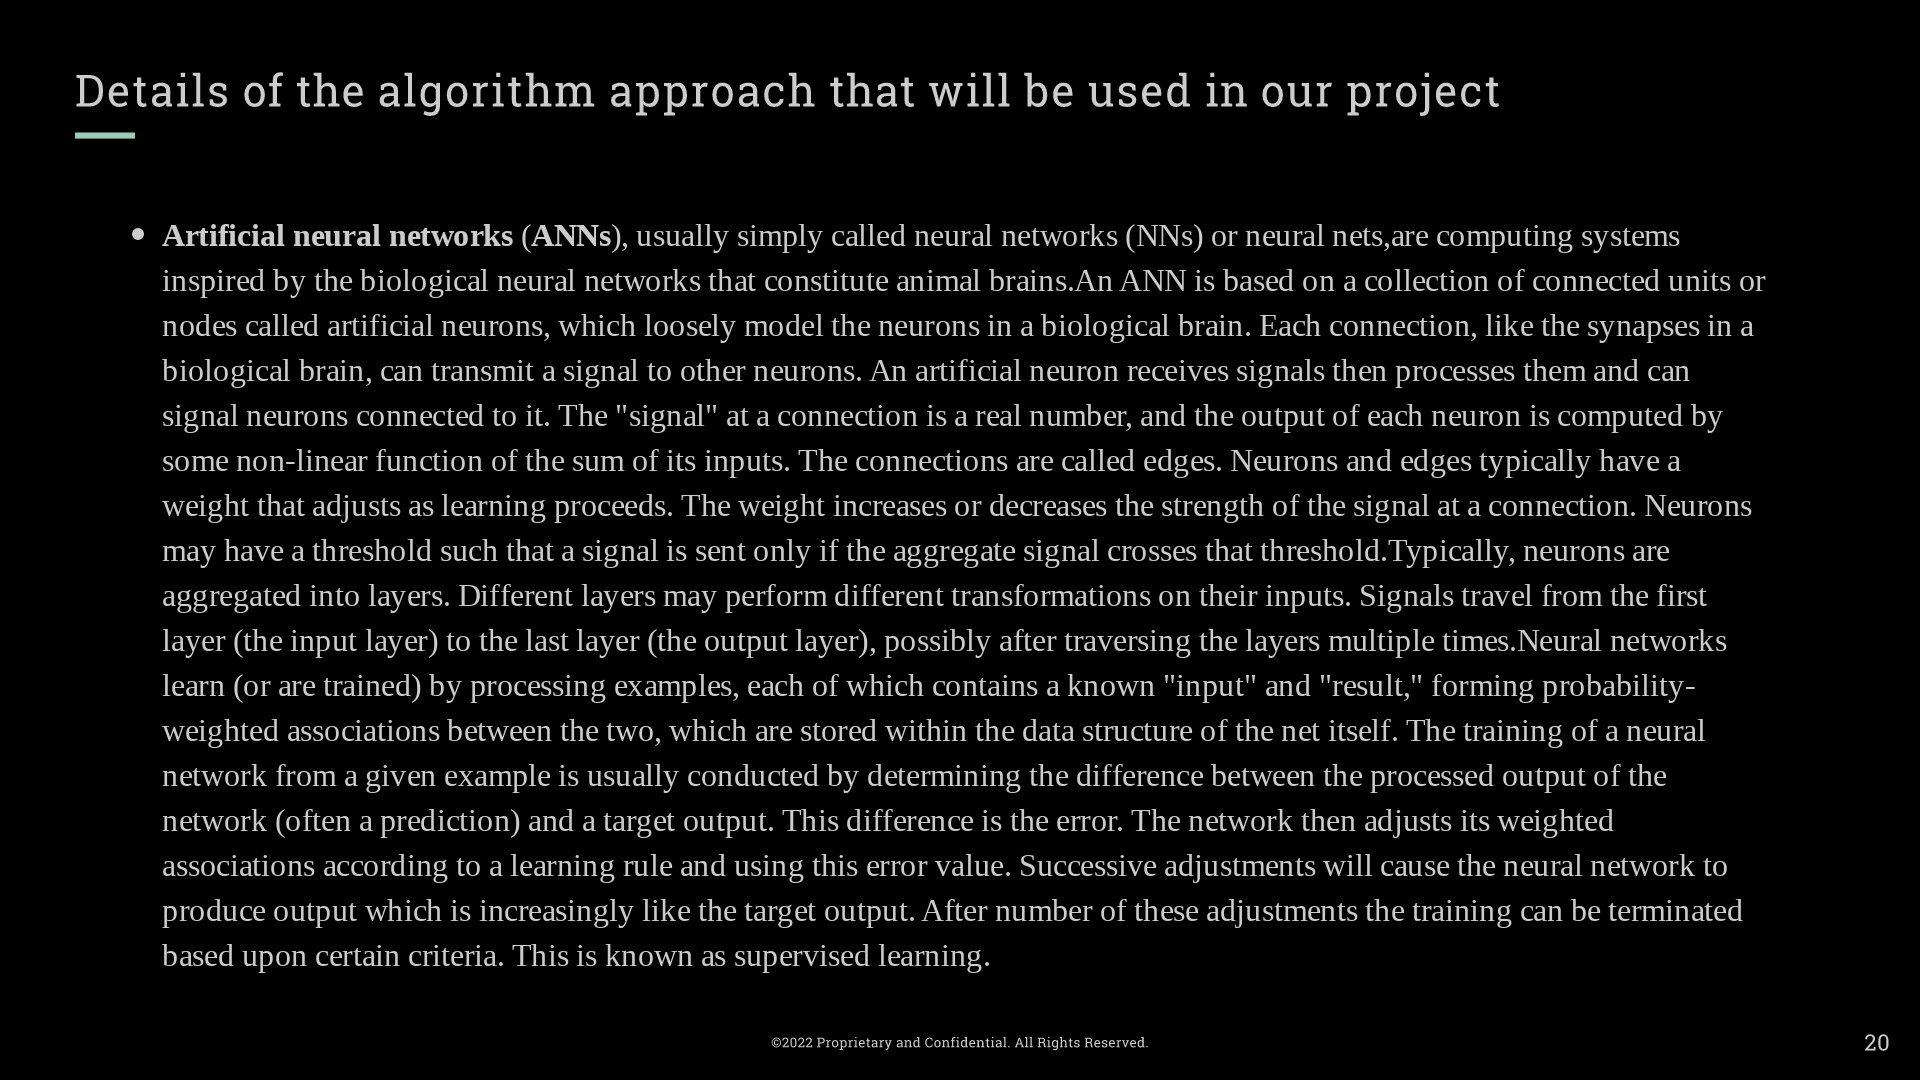 Details of the algorithm approach that will be used in our project
Artificial neural networks (ANNs), usually simply called neural networks (NNs) or neural nets,are computing systems
inspired by the biological neural networks that constitute animal brains.An ANN is based on a collection of connected units or
nodes called artificial neurons, which loosely model the neurons in a biological brain. Each connection, like the synapses in a
biological brain, can transmit a signal to other neurons. An artificial neuron receives signals then processes them and can
signal neurons connected to it. The "signal" at a connection is a real number, and the output of each neuron is computed by
some non-linear function of the sum of its inputs. The connections are called edges. Neurons and edges typically have a
weight that adjusts as learning proceeds. The weight increases or decreases the strength of the signal at a connection. Neurons
may have a threshold such that a signal is sent only if the aggregate signal crosses that threshold.Typically, neurons are
aggregated into layers. Different layers may perform different transformations on their inputs. Signals travel from the first
layer (the input layer) to the last layer (the output layer), possibly after traversing the layers multiple times.Neural networks
learn (or are trained) by processing examples, each of which contains a known "input" and "result," forming probability-
weighted associations between the two, which are stored within the data structure of the net itself. The training of a neural
network from a given example is usually conducted by determining the difference between the processed output of the
network (often a prediction) and a target output. This difference is the error. The network then adjusts its weighted
associations according to a learning rule and using this error value. Successive adjustments will cause the neural network to
produce output which is increasingly like the target output. After number of these adjustments the training can be terminated
based upon certain criteria. This is known as supervised learning.
©2022 Proprietary and Confidential. All Rights Reserved.
20